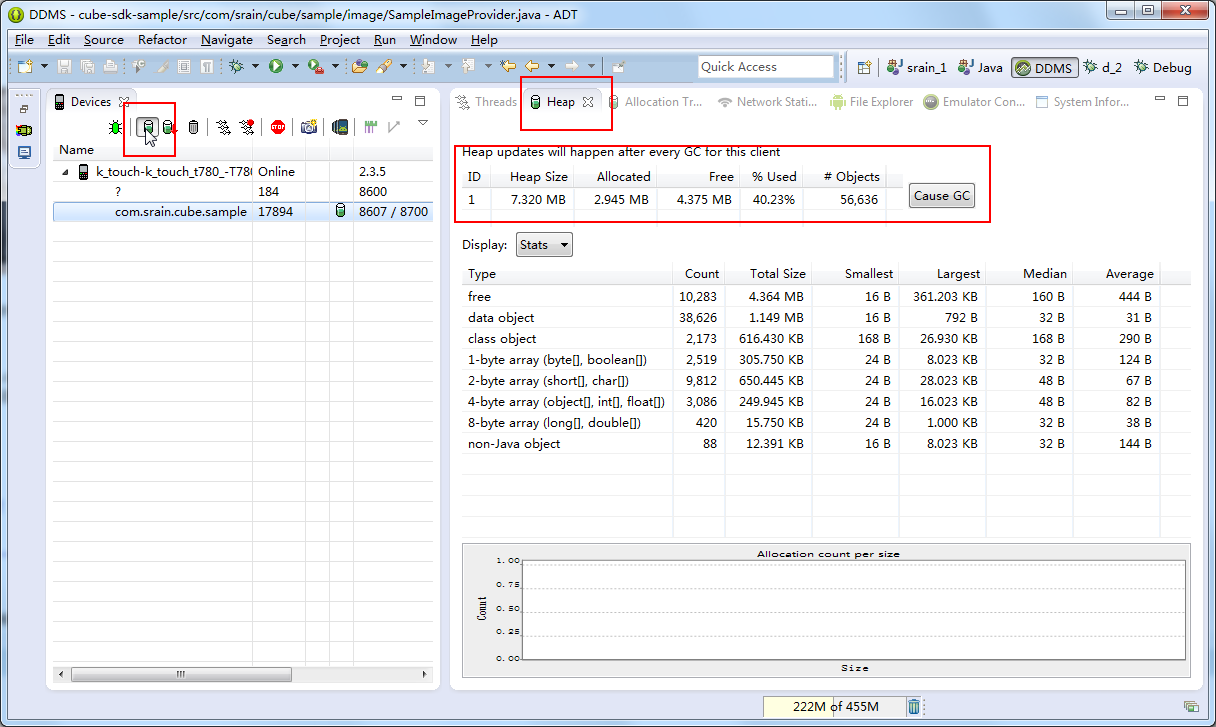 DDMS - cube-sdk-sample/src/com/srain/cube/sample/image/SampleImageProvider.java - ADT
File Edit Source Refactor Navigate Search Project Run Window Help
Quick Access srain_1 Java DDMS d_2 Debug
Devices
STOP
Name
k_touch-k_touch_t780_-T780 Online 2.3.5
? 184 8600
com.srain.cube.sample 17894 8607 / 8700
Threads Heap Allocation Tr... Network Stati... File Explorer Emulator Con... System Infor...
Heap updates will happen after every GC for this client
ID Heap Size Allocated Free % Used # Objects
1 7.320 MB 2.945 MB 4.375 MB 40.23% 56,636
Cause GC
Display: Stats
Type Count Total Size Smallest Largest Median Average
free 10,283 4.364 MB 16 B 361.203 KB 160 B 444 B
data object 38,626 1.149 MB 16 B 792 B 32 B 31 B
class object 2,173 616.430 KB 168 B 26.930 KB 168 B 290 B
1-byte array (byte[], boolean[]) 2,519 305.750 KB 24 B 8.023 KB 32 B 124 B
2-byte array (short[], char[]) 9,812 650.445 KB 24 B 28.023 KB 48 B 67 B
4-byte array (object[], int[], float[]) 3,086 249.945 KB 24 B 16.023 KB 48 B 82 B
8-byte array (long[], double[]) 420 15.750 KB 24 B 1.000 KB 32 B 38 B
non-Java object 88 12.391 KB 16 B 8.023 KB 32 B 144 B
Allocation count per size
Count
1.00
0.75
0.50
0.25
0.00
Size
222M of 455M